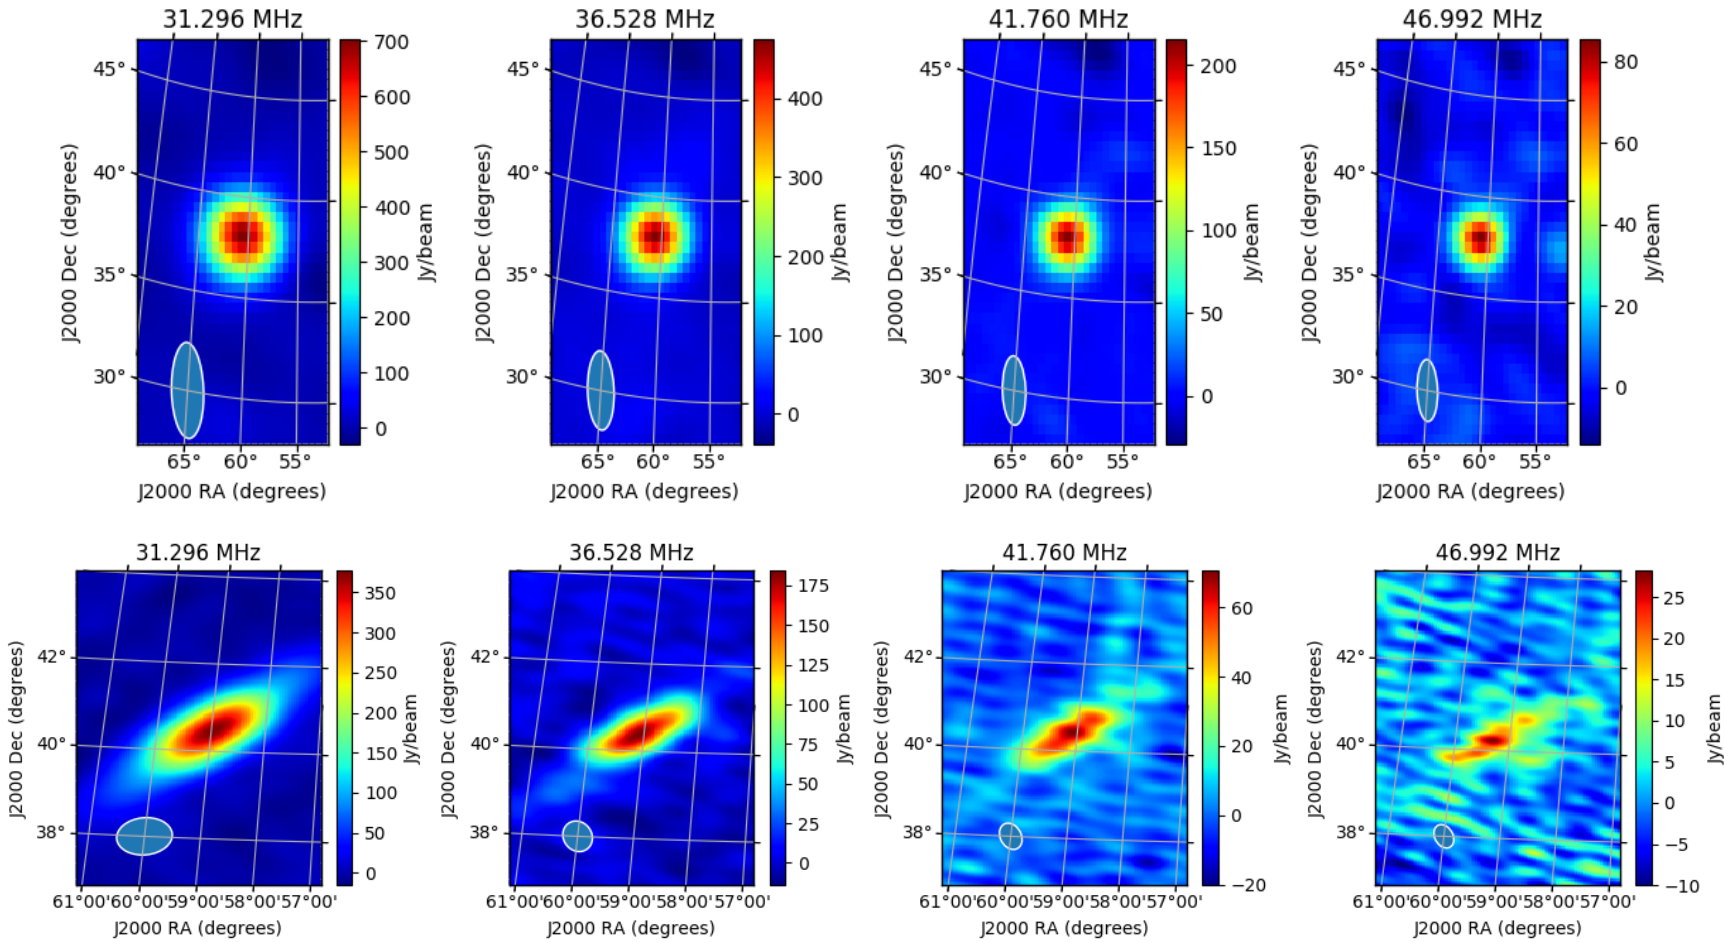 31.296 MHz
45°
40°
35°
30°
65° 60° 55°
J2000 RA (degrees)
J2000 Dec (degrees)
700
600
500
400
300
200
100
0
Jy/beam
36.528 MHz
45°
40°
35°
30°
65° 60° 55°
J2000 RA (degrees)
J2000 Dec (degrees)
400
300
200
100
0
Jy/beam
41.760 MHz
45°
40°
35°
30°
65° 60° 55°
J2000 RA (degrees)
J2000 Dec (degrees)
200
150
100
50
0
Jy/beam
46.992 MHz
45°
40°
35°
30°
65° 60° 55°
J2000 RA (degrees)
J2000 Dec (degrees)
80
60
40
20
0
Jy/beam
31.296 MHz
42°
40°
38°
61°00'60°00'59°00'58°00'57°00'
J2000 RA (degrees)
J2000 Dec (degrees)
350
300
250
200
150
100
50
0
Jy/beam
36.528 MHz
42°
40°
38°
61°00'60°00'59°00'58°00'57°00'
J2000 RA (degrees)
J2000 Dec (degrees)
175
150
125
100
75
50
25
0
Jy/beam
41.760 MHz
42°
40°
38°
61°00'60°00'59°00'58°00'57°00'
J2000 RA (degrees)
J2000 Dec (degrees)
60
40
20
0
−20
Jy/beam
46.992 MHz
42°
40°
38°
61°00'60°00'59°00'58°00'57°00'
J2000 RA (degrees)
J2000 Dec (degrees)
25
20
15
10
5
0
−5
−10
Jy/beam